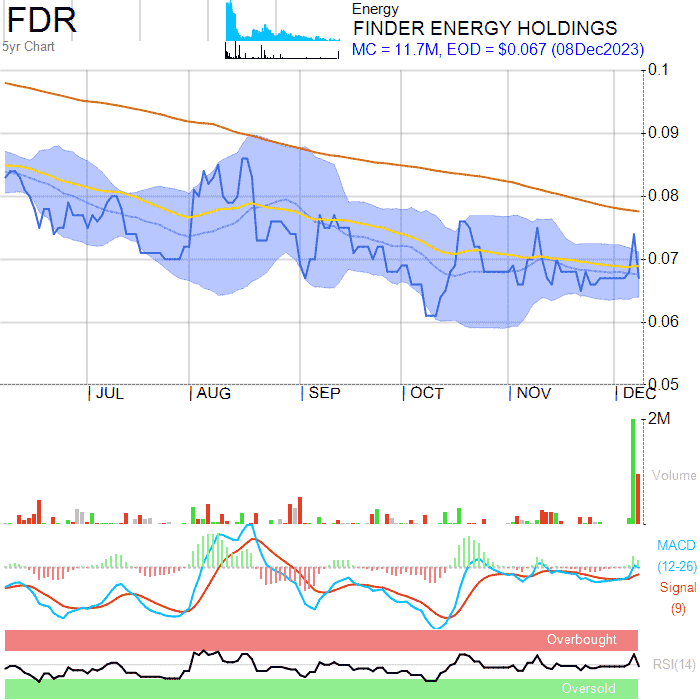 FDR
5yr Chart
Energy
FINDER ENERGY HOLDINGS
MC = 11.7M, EOD = $0.067 (08Dec2023)
0.1
0.09
0.08
0.07
0.06
0.05
JUL AUG SEP OCT NOV DEC
2M
Volume
MACD
(12-26)
Signal
(9)
Overbought
RSI(14)
Oversold